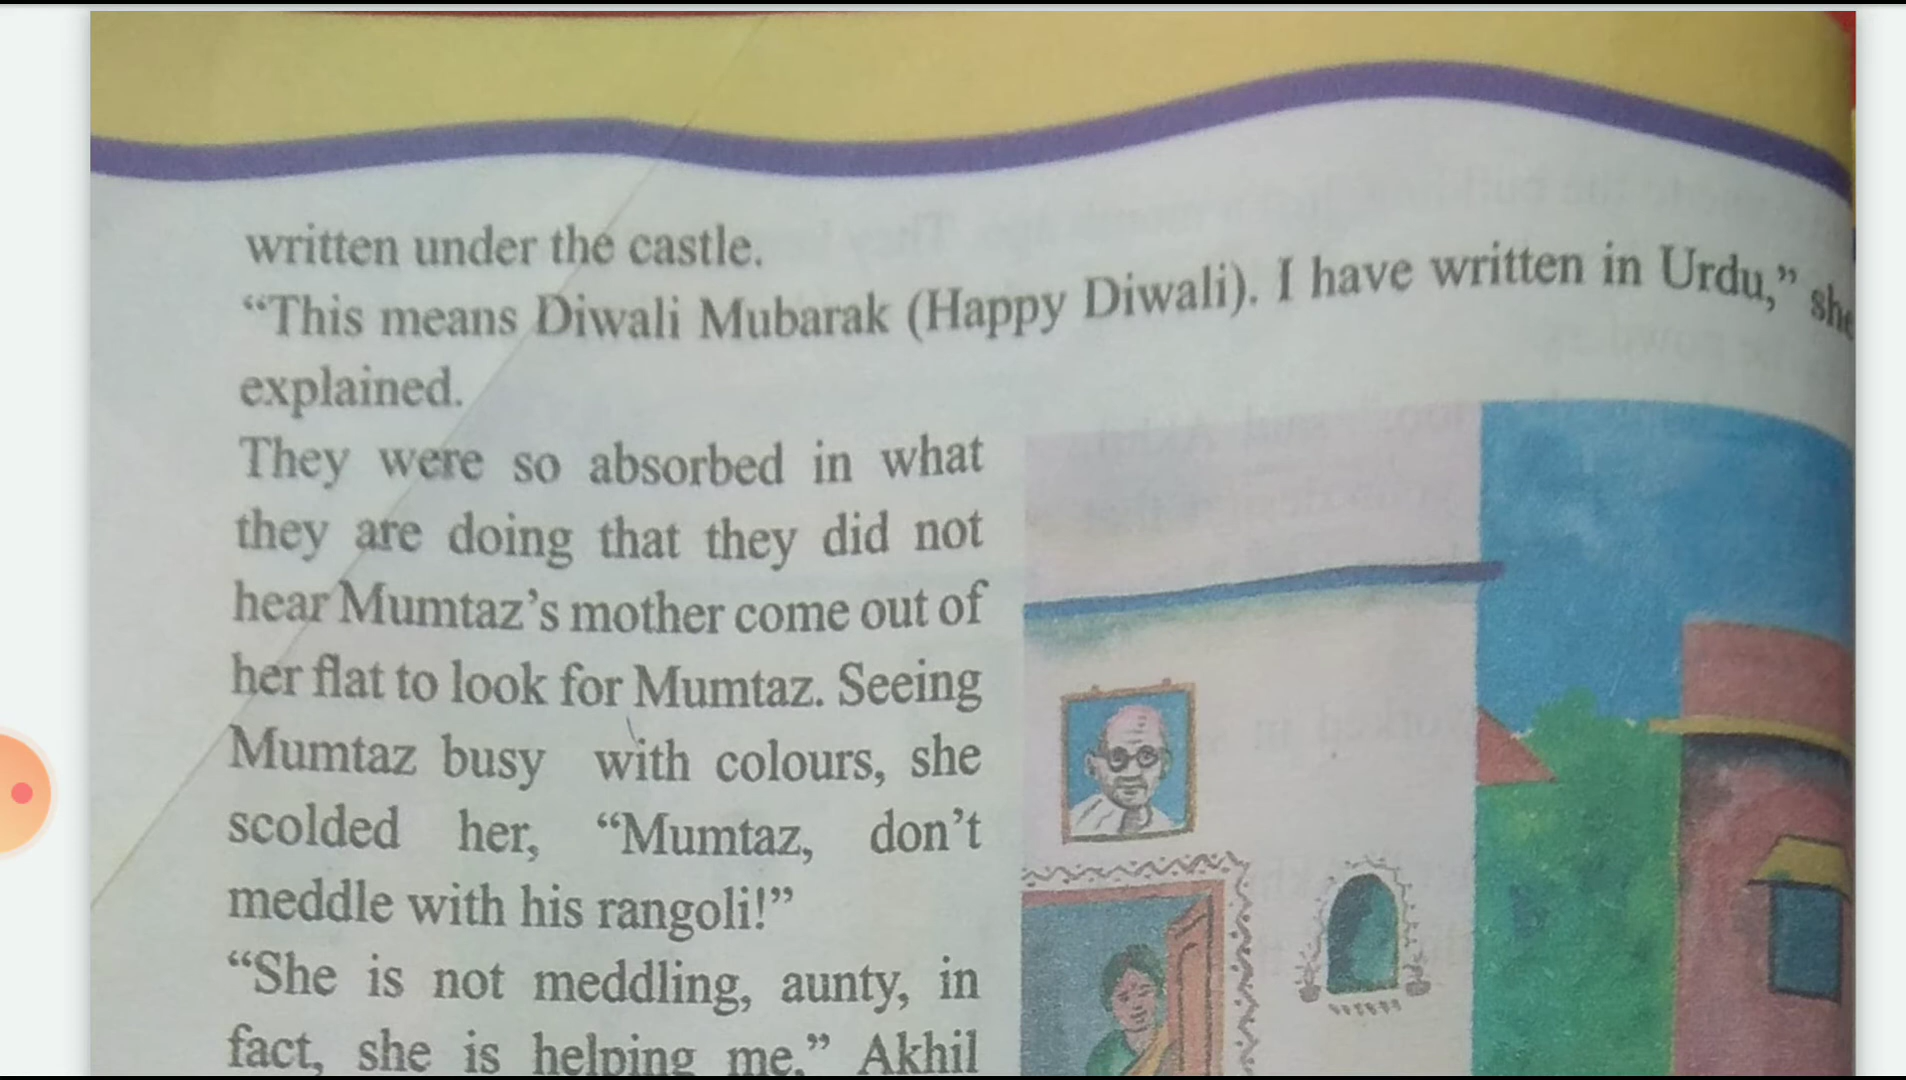 written under the castle.
“This means Diwali Mubarak (Happy Diwali). I have written in Urdu,” she
explained.
They were so absorbed in what
they are doing that they did not
hear Mumtaz’s mother come out of
her flat to look for Mumtaz. Seeing
Mumtaz busy with colours, she
scolded her, “Mumtaz, don’t
meddle with his rangoli!”
“She is not meddling, aunty, in
fact, she is helping me,” Akhil